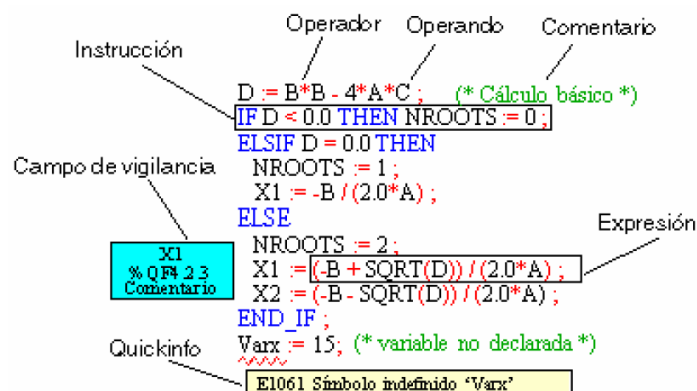 Operador Operando Comentario
Instrucción
D := B*B - 4*A*C ; (* Cálculo básico *)
IF D < 0.0 THEN NROOTS := 0 ;
ELSIF D = 0.0 THEN
NROOTS := 1 ;
Campo de vigilancia
X1 := -B / (2.0*A) ;
ELSE
Expresión
NROOTS := 2 ;
X1
%QF4.2.3
Comentario
X1 := (-B + SQRT(D)) / (2.0*A) ;
X2 := (-B - SQRT(D)) / (2.0*A) ;
END_IF ;
Quickinfo
Varx := 15; (* variable no declarada *)
E1061 Símbolo indefinido ‘Varx’